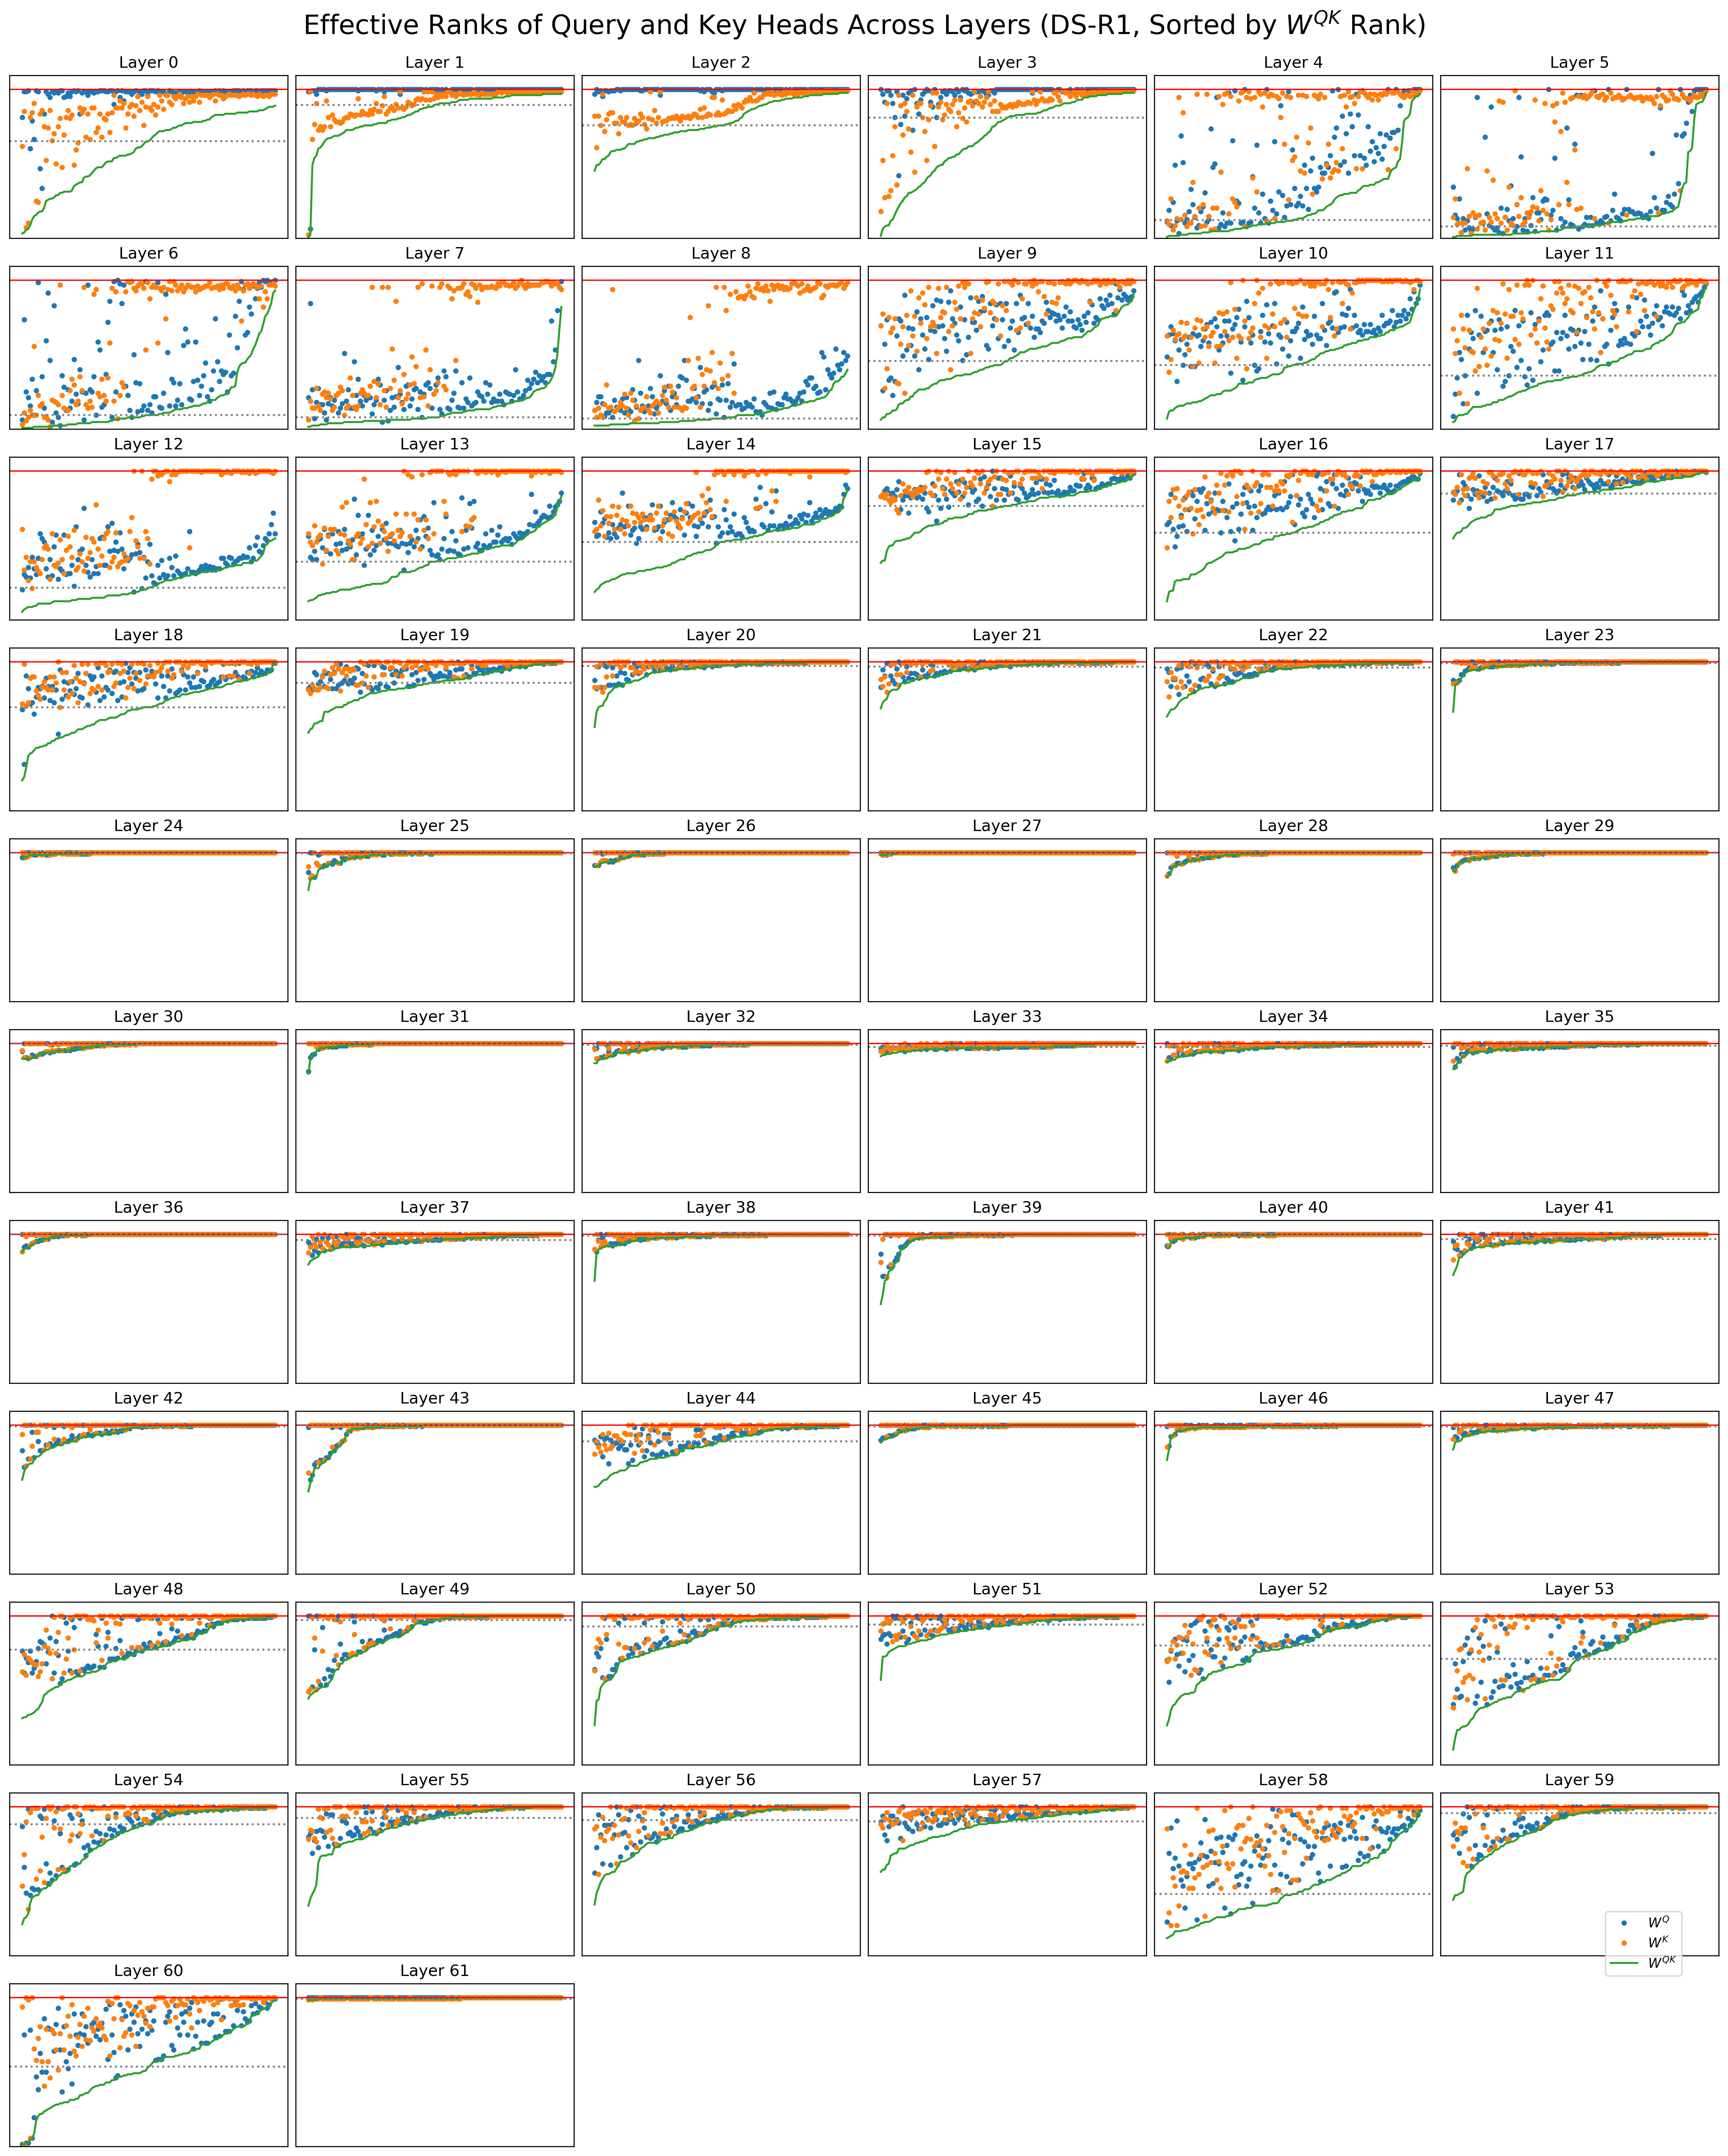 Effective Ranks of Query and Key Heads Across Layers (DS-R1, Sorted by W^QK Rank)
Layer 0 Layer 1 Layer 2 Layer 3 Layer 4 Layer 5
Layer 6 Layer 7 Layer 8 Layer 9 Layer 10 Layer 11
Layer 12 Layer 13 Layer 14 Layer 15 Layer 16 Layer 17
Layer 18 Layer 19 Layer 20 Layer 21 Layer 22 Layer 23
Layer 24 Layer 25 Layer 26 Layer 27 Layer 28 Layer 29
Layer 30 Layer 31 Layer 32 Layer 33 Layer 34 Layer 35
Layer 36 Layer 37 Layer 38 Layer 39 Layer 40 Layer 41
Layer 42 Layer 43 Layer 44 Layer 45 Layer 46 Layer 47
Layer 48 Layer 49 Layer 50 Layer 51 Layer 52 Layer 53
Layer 54 Layer 55 Layer 56 Layer 57 Layer 58 Layer 59
W^Q
W^K
W^QK
Layer 60 Layer 61